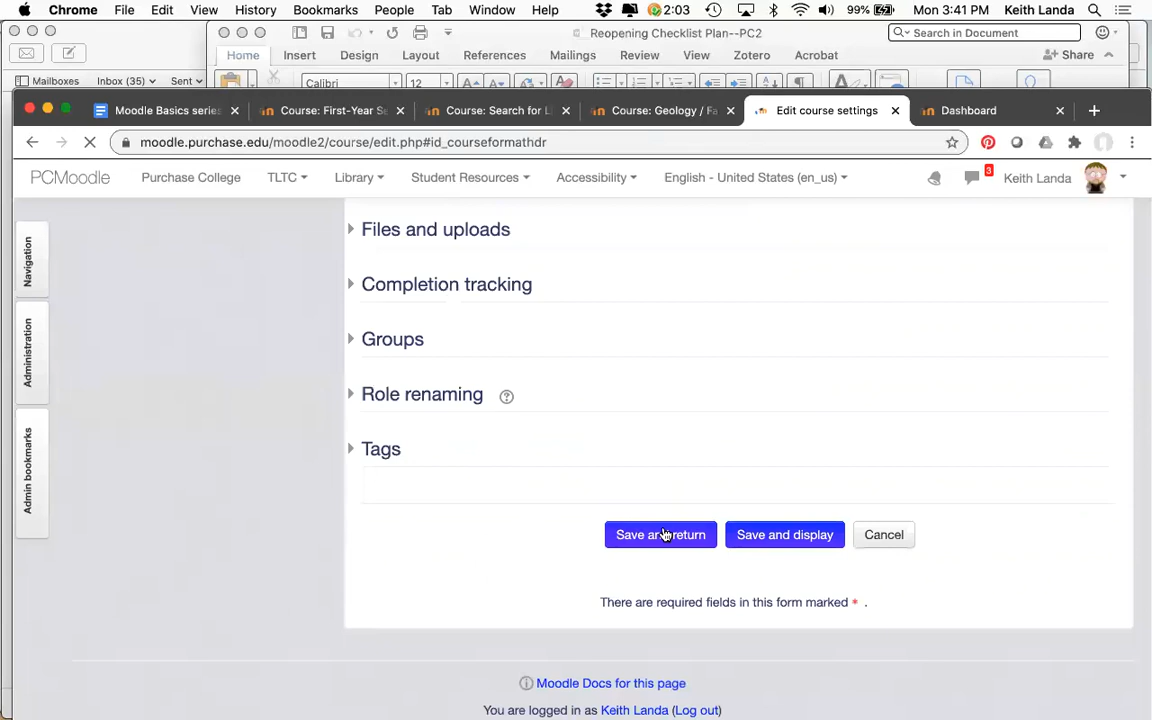 Chrome File Edit View History Bookmarks People Tab Window Help 2:03 99% Mon 3:41 PM Keith Landa
Reopening Checklist Plan--PC2 Search in Document
Home Insert Design Layout References Mailings Review View Zotero Acrobat Share
Mailboxes Inbox (35) Sent Calibri 12
Moodle Basics series Course: First-Year Se Course: Search for Li Course: Geology / Fa Edit course settings Dashboard
moodle.purchase.edu/moodle2/course/edit.php#id_courseformathdr
PCMoodle Purchase College TLTC Library Student Resources Accessibility English - United States (en_us) 3 Keith Landa
Navigation
Administration
Admin bookmarks
Files and uploads
Completion tracking
Groups
Role renaming
Tags
Save and return Save and display Cancel
There are required fields in this form marked * .
Moodle Docs for this page
You are logged in as Keith Landa (Log out)